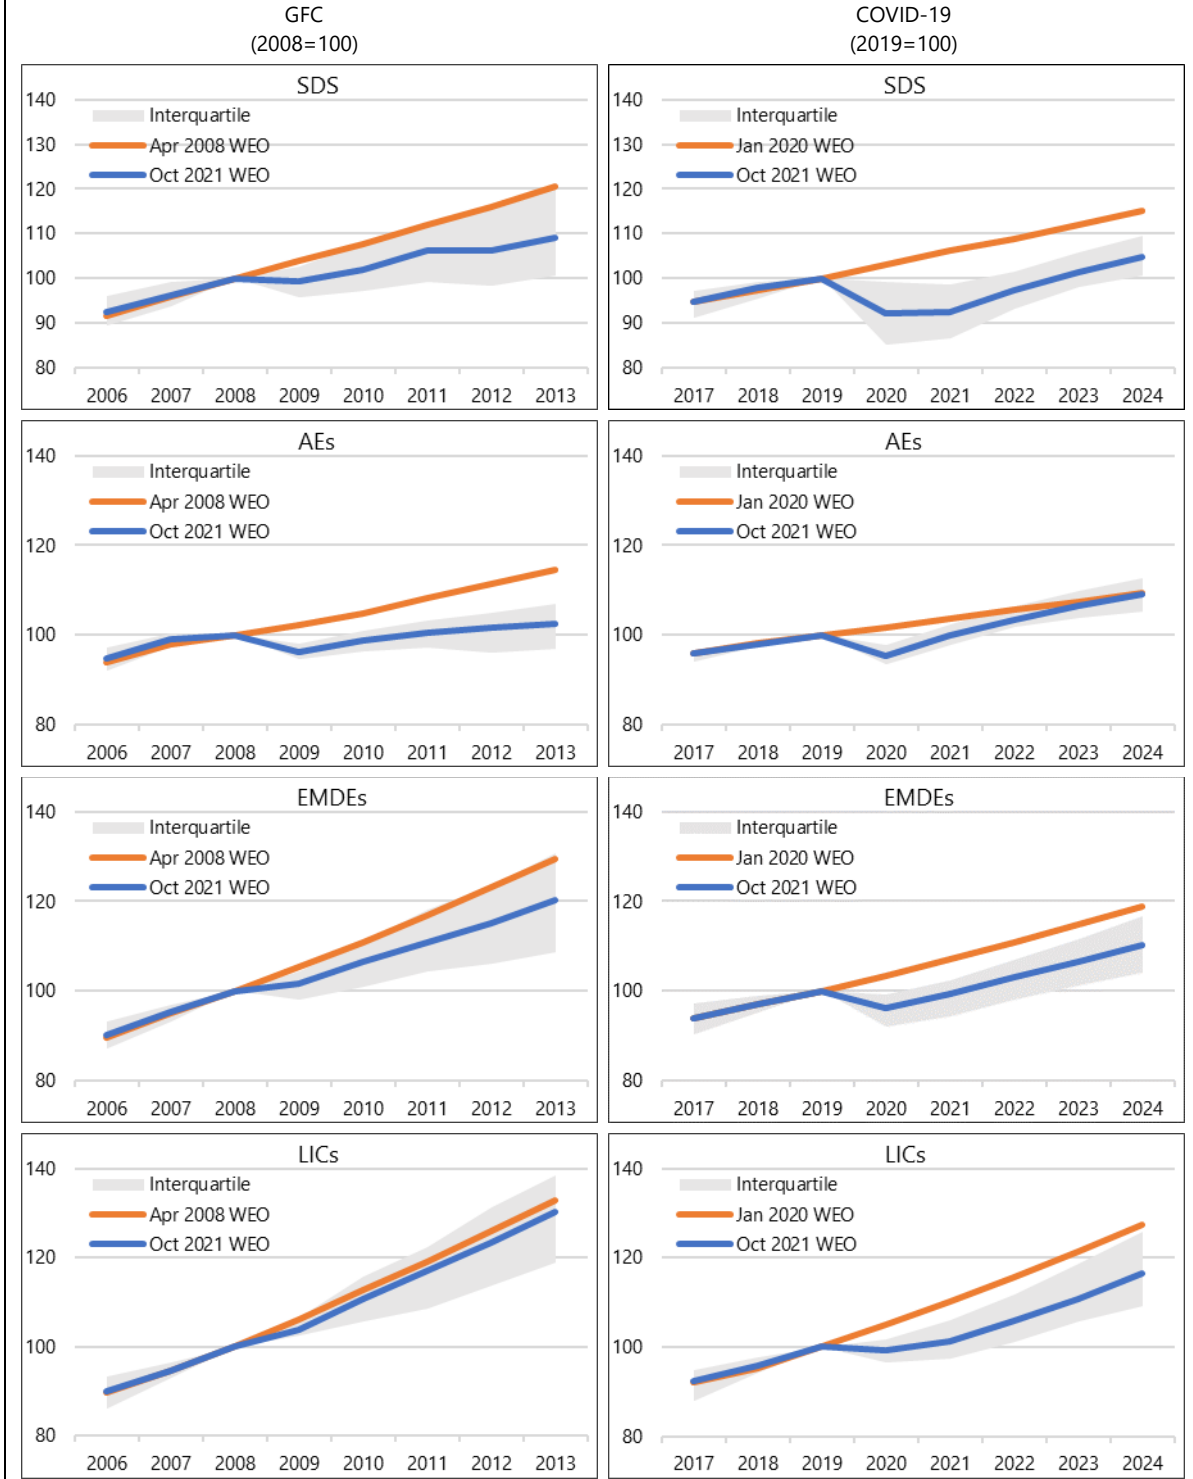 GFC
(2008=100)
COVID-19
(2019=100)
SDS
140
130
120
110
100
90
80
Interquartile
Apr 2008 WEO
Oct 2021 WEO
2006 2007 2008 2009 2010 2011 2012 2013
SDS
140
130
120
110
100
90
80
Interquartile
Jan 2020 WEO
Oct 2021 WEO
2017 2018 2019 2020 2021 2022 2023 2024
AEs
140
120
100
80
Interquartile
Apr 2008 WEO
Oct 2021 WEO
2006 2007 2008 2009 2010 2011 2012 2013
AEs
140
120
100
80
Interquartile
Jan 2020 WEO
Oct 2021 WEO
2017 2018 2019 2020 2021 2022 2023 2024
EMDEs
140
120
100
80
Interquartile
Apr 2008 WEO
Oct 2021 WEO
2006 2007 2008 2009 2010 2011 2012 2013
EMDEs
140
120
100
80
Interquartile
Jan 2020 WEO
Oct 2021 WEO
2017 2018 2019 2020 2021 2022 2023 2024
LICs
140
120
100
80
Interquartile
Apr 2008 WEO
Oct 2021 WEO
2006 2007 2008 2009 2010 2011 2012 2013
LICs
140
120
100
80
Interquartile
Jan 2020 WEO
Oct 2021 WEO
2017 2018 2019 2020 2021 2022 2023 2024